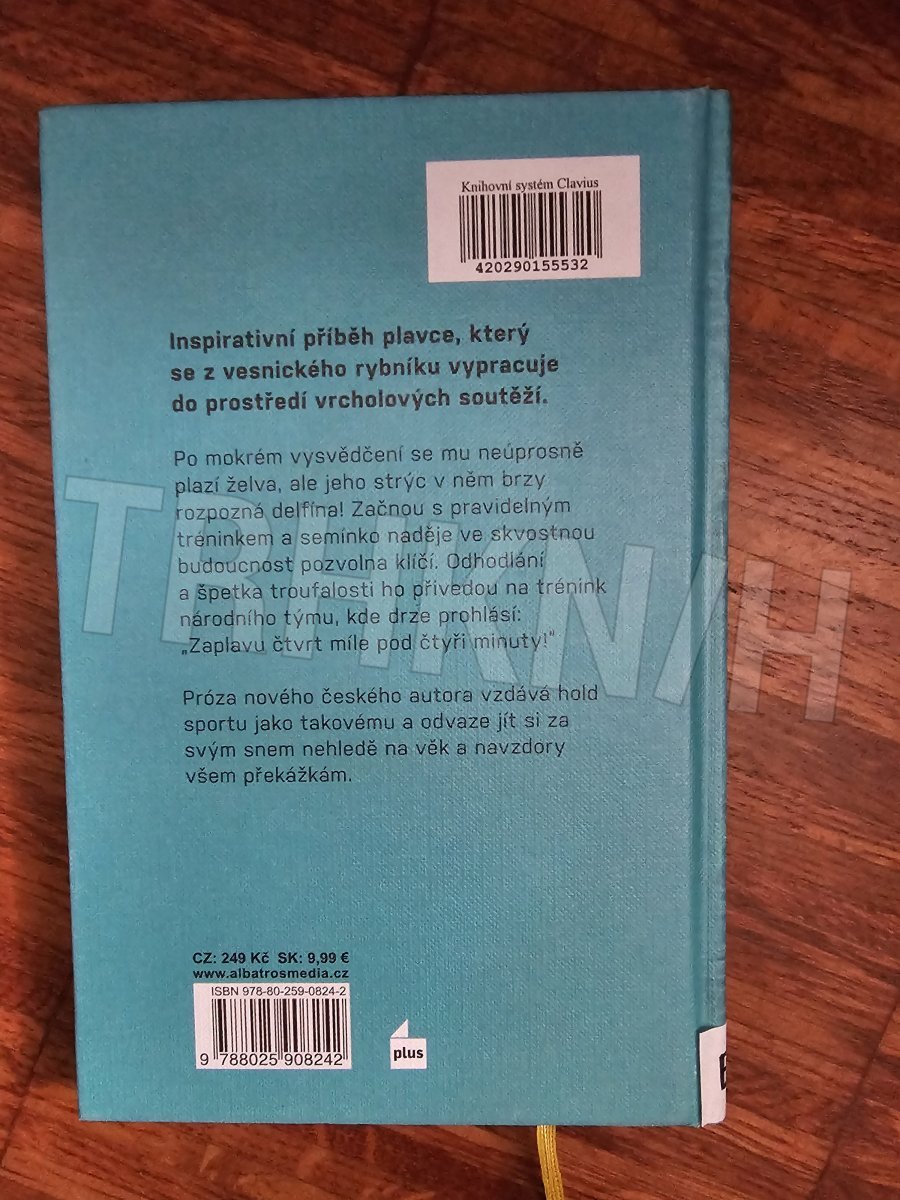 Knihovní systém Clavius
420290155532
Inspirativní příběh plavce, který
se z vesnického rybníku vypracuje
do prostředí vrcholových soutěží.
Po mokrém vysvědčení se mu neúprosně
plazí želva, ale jeho strýc v něm brzy
rozpozná delfína! Začnou s pravidelným
tréninkem a semínko naděje ve skvostnou
budoucnost pozvolna klíčí. Odhodlání
a špetka troufalosti ho přivedou na trénink
národního týmu, kde drze prohlásí:
„Zaplavu čtvrt míle pod čtyři minuty!“
Próza nového českého autora vzdává hold
sportu jako takovému a odvaze jít si za
svým snem nehledě na věk a navzdory
všem překážkám.
TRHKNIH
CZ: 249 Kč SK: 9,99 €
www.albatrosmedia.cz
ISBN 978-80-259-0824-2
9 788025 908242
plus